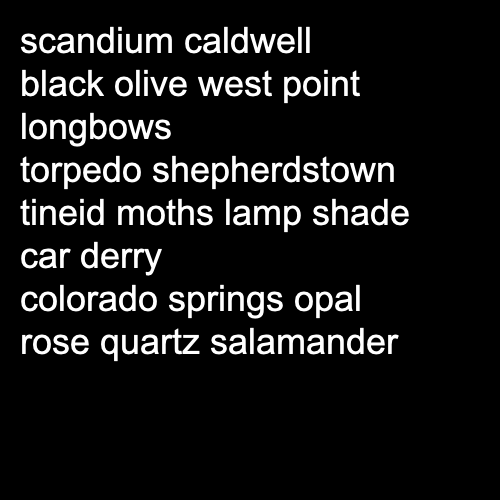 scandium caldwell
black olive west point
longbows
torpedo shepherdstown
tineid moths lamp shade
car derry
colorado springs opal
rose quartz salamander